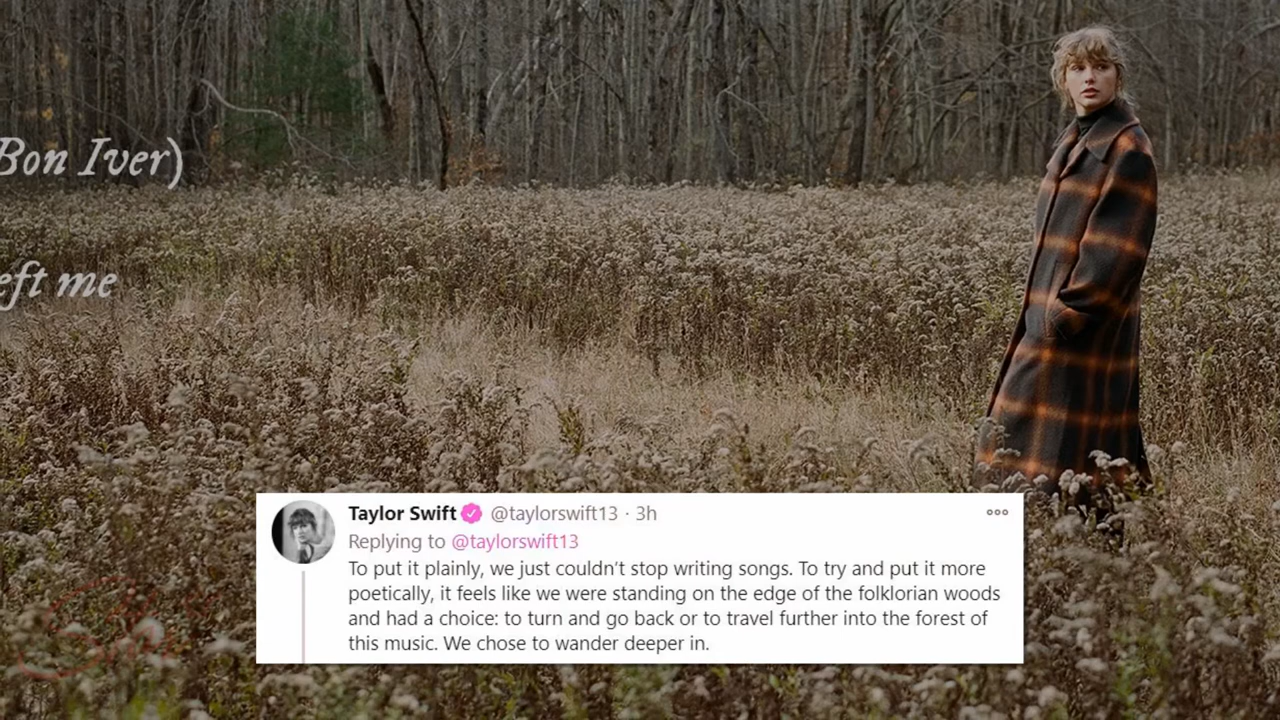 Bon Iver)
eft me
Taylor Swift @taylorswift13 · 3h
Replying to @taylorswift13
To put it plainly, we just couldn't stop writing songs. To try and put it more
poetically, it feels like we were standing on the edge of the folklorian woods
and had a choice: to turn and go back or to travel further into the forest of
this music. We chose to wander deeper in.